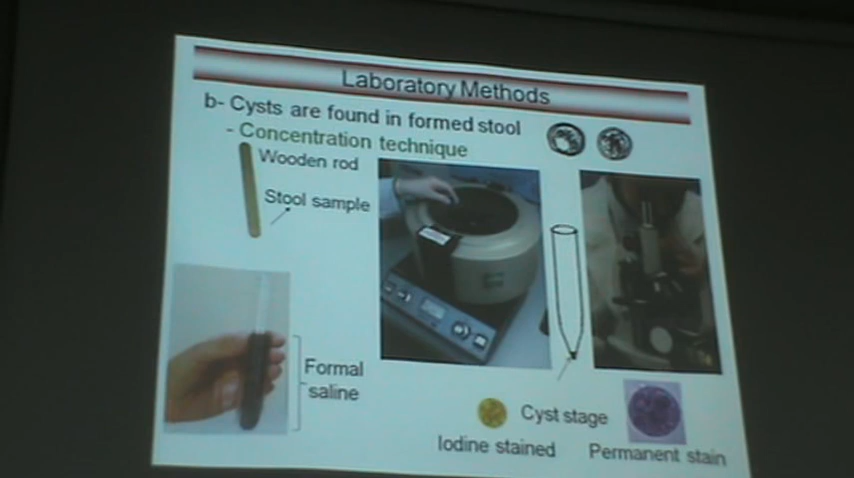 Laboratory Methods
b- Cysts are found in formed stool
- Concentration technique
Wooden rod
Stool sample
Formal
saline
Cyst stage
Iodine stained
Permanent stain